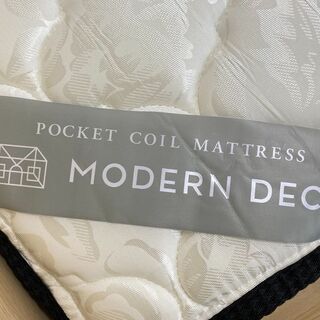 POCKET COIL MATTRESS
MODERN DEC